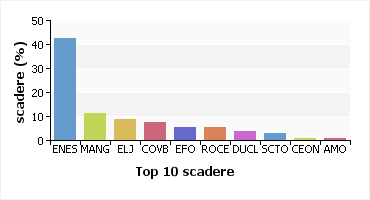 50
40
30
20
10
0
scadere (%)
ENES MANG ELJ COVB EFO ROCE DUCL SCTO CEON AMO
Top 10 scadere